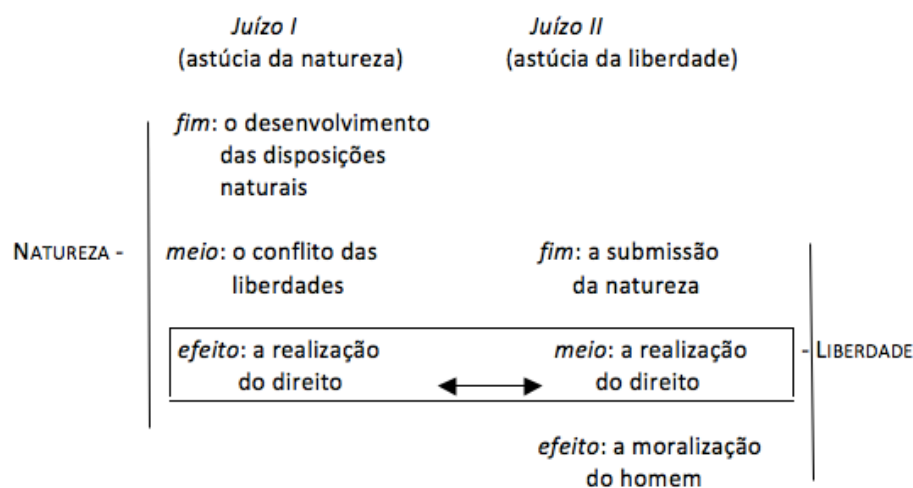 Juízo I Juízo II
(astúcia da natureza) (astúcia da liberdade)
fim: o desenvolvimento
das disposições
naturais
NATUREZA - meio: o conflito das fim: a submissão
liberdades da natureza
efeito: a realização meio: a realização - LIBERDADE
do direito do direito
efeito: a moralização
do homem